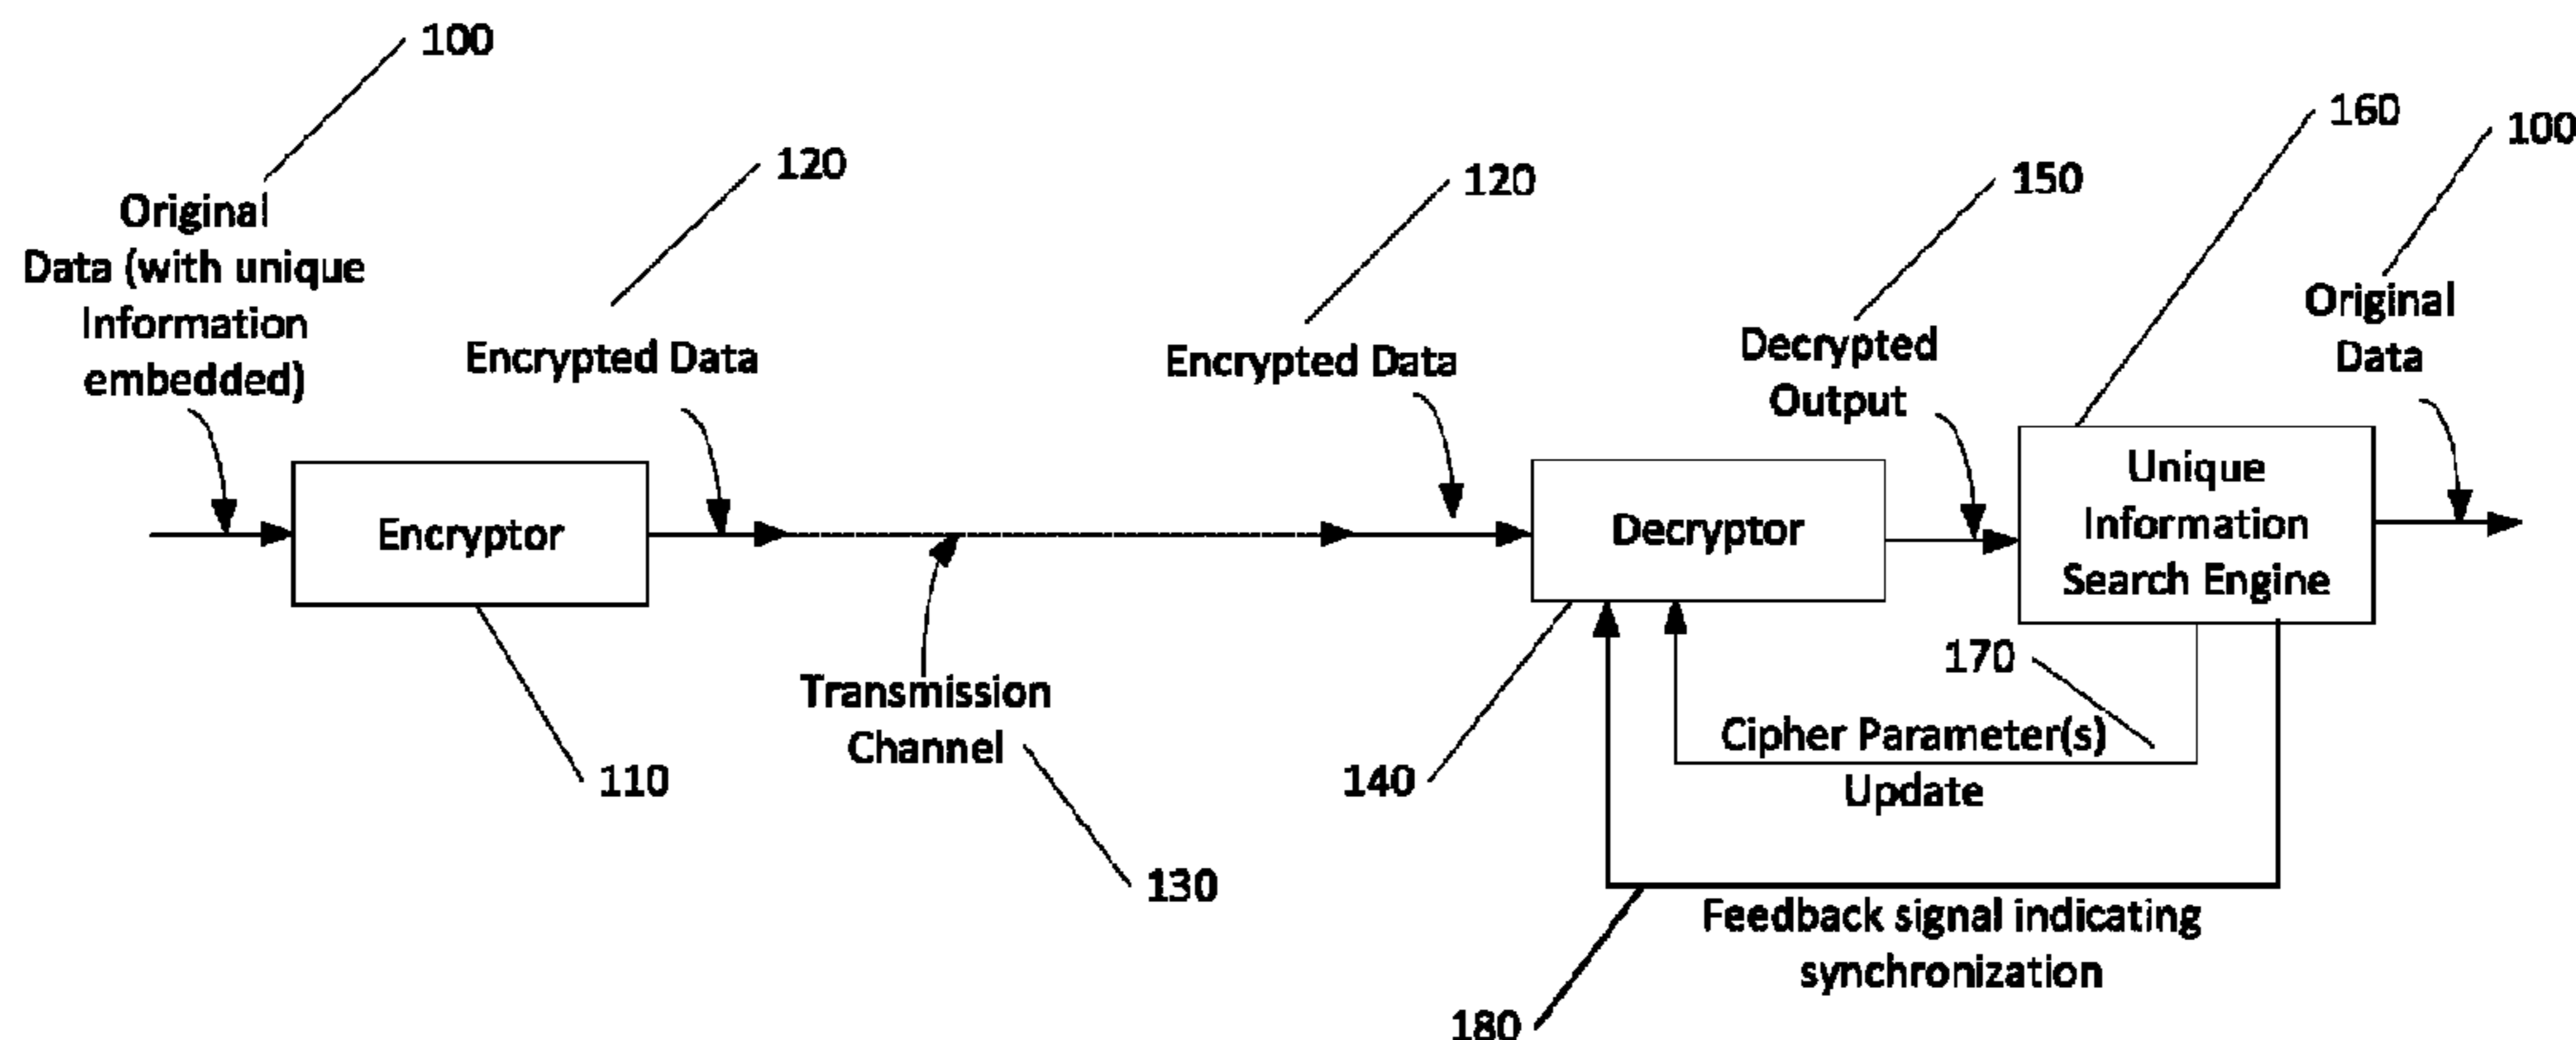 100
Original
Data (with unique
Information
embedded)
120
Encrypted Data
Encryptor
110
Transmission
Channel
130
120
Encrypted Data
Decryptor
140
150
Decrypted
Output
160
Unique
Information
Search Engine
100
Original
Data
170
Cipher Parameter(s)
Update
Feedback signal indicating
synchronization
180